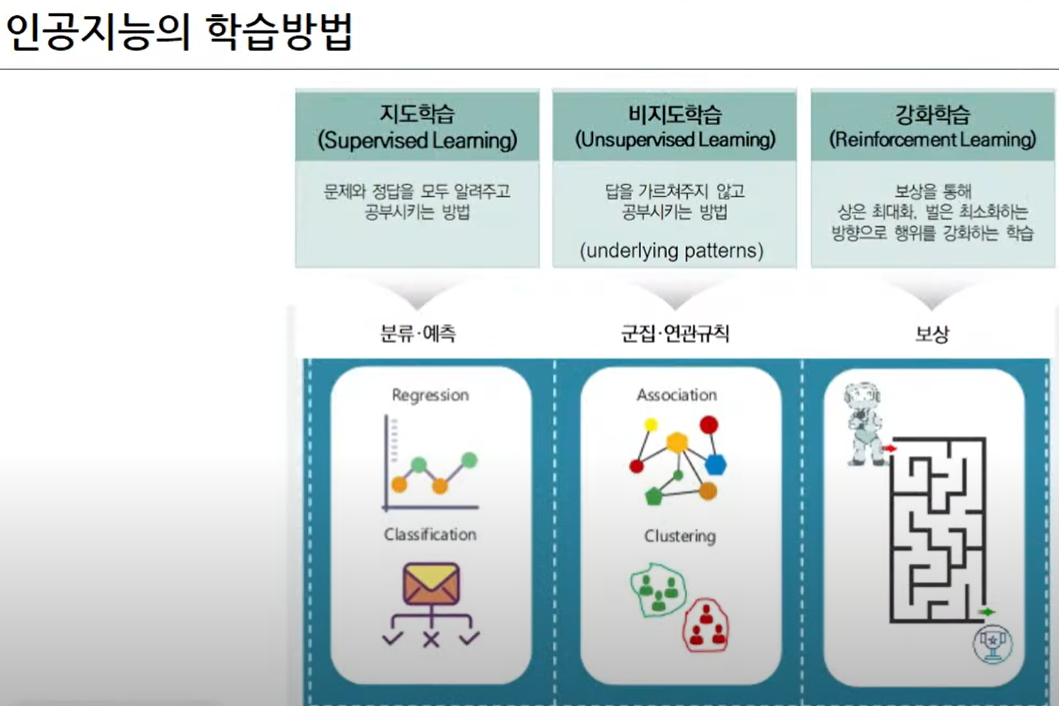 인공지능의 학습방법
지도학습
(Supervised Learning)
문제와 정답을 모두 알려주고
공부시키는 방법
분류·예측
Regression
Classification
비지도학습
(Unsupervised Learning)
답을 가르쳐주지 않고
공부시키는 방법
(underlying patterns)
군집·연관규칙
Association
Clustering
강화학습
(Reinforcement Learning)
보상을 통해
상은 최대화, 벌은 최소화하는
방향으로 행위를 강화하는 학습
보상